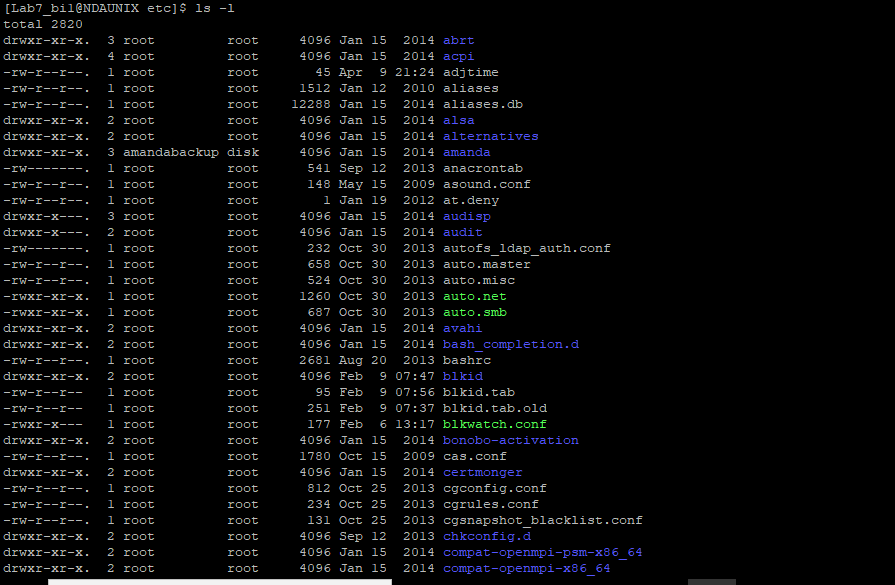 [Lab7_bil@NDAUNIX etc]$ ls -l
total 2820
drwxr-xr-x.  3 root         root     4096 Jan 15  2014 abrt
drwxr-xr-x.  4 root         root     4096 Jan 15  2014 acpi
-rw-r--r--.  1 root         root       45 Apr  9 21:24 adjtime
-rw-r--r--.  1 root         root     1512 Jan 12  2010 aliases
-rw-r--r--.  1 root         root    12288 Jan 15  2014 aliases.db
drwxr-xr-x.  2 root         root     4096 Jan 15  2014 alsa
drwxr-xr-x.  2 root         root     4096 Jan 15  2014 alternatives
drwxr-xr-x.  3 amandabackup disk     4096 Jan 15  2014 amanda
-rw-------.  1 root         root      541 Sep 12  2013 anacrontab
-rw-r--r--.  1 root         root      148 May 15  2009 asound.conf
-rw-r--r--.  1 root         root        1 Jan 19  2012 at.deny
drwxr-x---.  3 root         root     4096 Jan 15  2014 audisp
drwxr-x---.  2 root         root     4096 Jan 15  2014 audit
-rw-------.  1 root         root      232 Oct 30  2013 autofs_ldap_auth.conf
-rw-r--r--.  1 root         root      658 Oct 30  2013 auto.master
-rw-r--r--.  1 root         root      524 Oct 30  2013 auto.misc
-rwxr-xr-x.  1 root         root     1260 Oct 30  2013 auto.net
-rwxr-xr-x.  1 root         root      687 Oct 30  2013 auto.smb
drwxr-xr-x.  2 root         root     4096 Jan 15  2014 avahi
drwxr-xr-x.  2 root         root     4096 Jan 15  2014 bash_completion.d
-rw-r--r--.  1 root         root     2681 Aug 20  2013 bashrc
drwxr-xr-x.  2 root         root     4096 Feb  9 07:47 blkid
-rw-r--r--   1 root         root       95 Feb  9 07:56 blkid.tab
-rw-r--r--   1 root         root      251 Feb  9 07:37 blkid.tab.old
-rwxr-x---   1 root         root      177 Feb  6 13:17 blkwatch.conf
drwxr-xr-x.  2 root         root     4096 Jan 15  2014 bonobo-activation
-rw-r--r--.  1 root         root     1780 Oct 15  2009 cas.conf
drwxr-xr-x.  2 root         root     4096 Jan 15  2014 certmonger
-rw-r--r--.  1 root         root      812 Oct 25  2013 cgconfig.conf
-rw-r--r--.  1 root         root      234 Oct 25  2013 cgrules.conf
-rw-r--r--.  1 root         root      131 Oct 25  2013 cgsnapshot_blacklist.conf
drwxr-xr-x.  2 root         root     4096 Sep 12  2013 chkconfig.d
drwxr-xr-x.  2 root         root     4096 Jan 15  2014 compat-openmpi-psm-x86_64
drwxr-xr-x.  2 root         root     4096 Jan 15  2014 compat-openmpi-x86_64